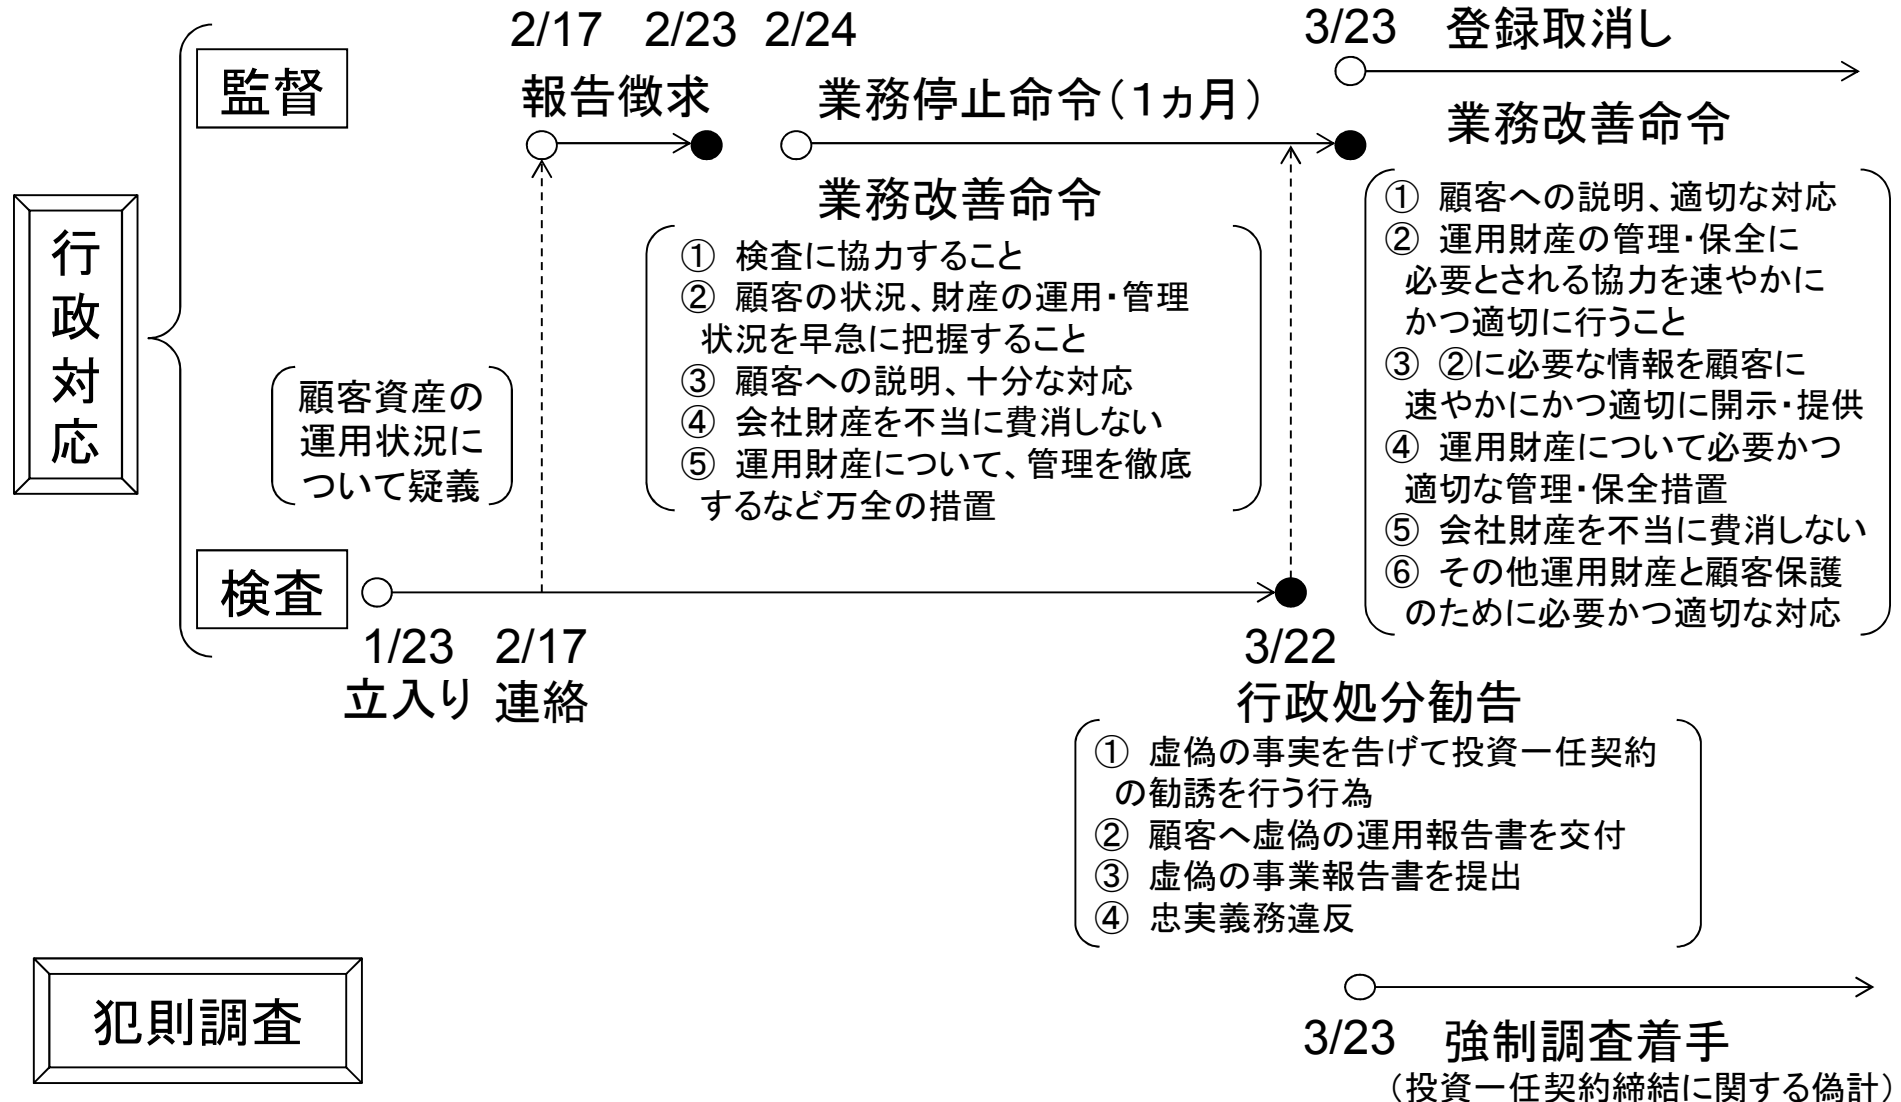 行政対応
監督
2/17 2/23 2/24
報告徴求
業務停止命令（１ヵ月）
業務改善命令
① 検査に協力すること
② 顧客の状況、財産の運用・管理
状況を早急に把握すること
③ 顧客への説明、十分な対応
④ 会社財産を不当に費消しない
⑤ 運用財産について、管理を徹底
するなど万全の措置
3/23 登録取消し
業務改善命令
① 顧客への説明、適切な対応
② 運用財産の管理・保全に
必要とされる協力を速やかに
かつ適切に行うこと
③ ②に必要な情報を顧客に
速やかにかつ適切に開示・提供
④ 運用財産について必要かつ
適切な管理・保全措置
⑤ 会社財産を不当に費消しない
⑥ その他運用財産と顧客保護
のために必要かつ適切な対応
顧客資産の
運用状況に
ついて疑義
検査
1/23 2/17
立入り 連絡
3/22
行政処分勧告
① 虚偽の事実を告げて投資一任契約
の勧誘を行う行為
② 顧客へ虚偽の運用報告書を交付
③ 虚偽の事業報告書を提出
④ 忠実義務違反
犯則調査
3/23 強制調査着手
（投資一任契約締結に関する偽計）